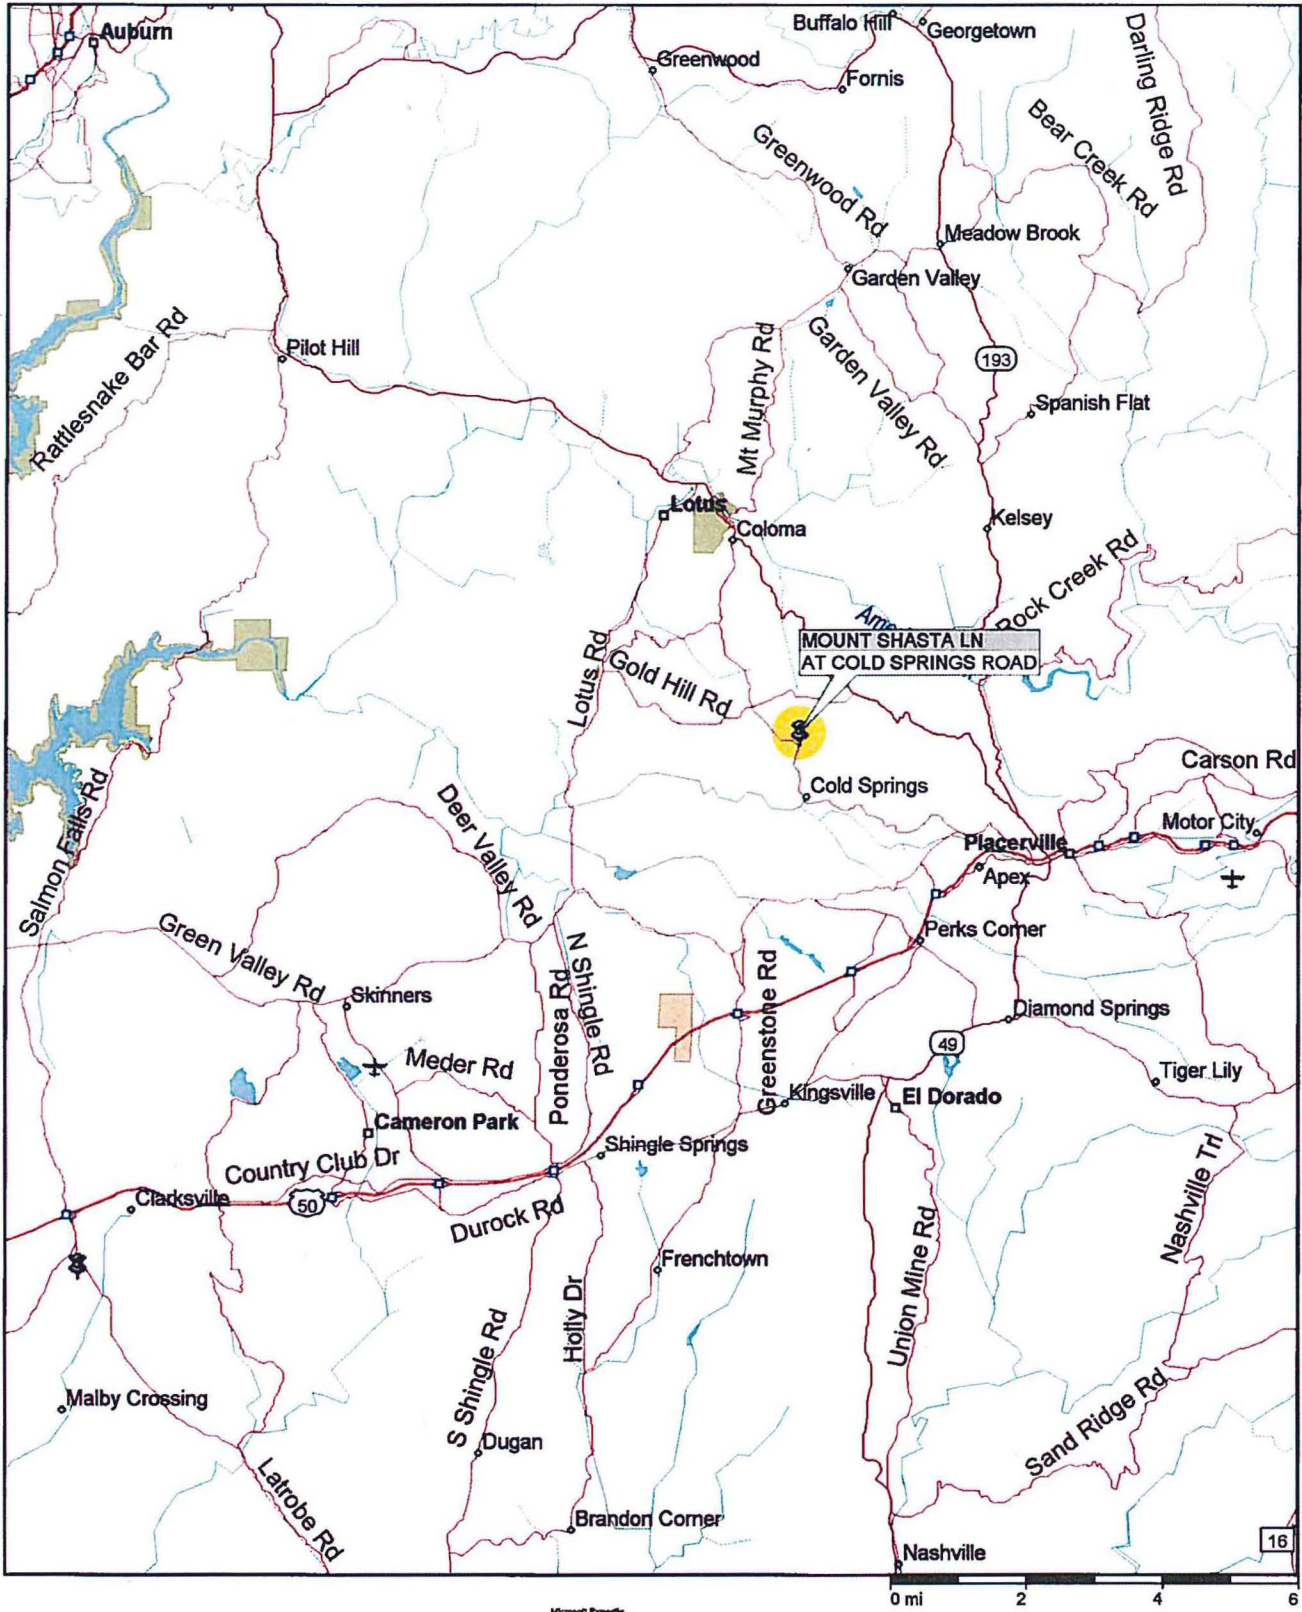 Auburn
Buffalo Hill
Georgetown
Greenwood
Fornis
Darling Ridge Rd
Bear Creek Rd
Greenwood Rd
Meadow Brook
Garden Valley
Rattlesnake Bar Rd
Pilot Hill
Mt Murphy Rd
Garden Valley Rd
193
Spanish Flat
Lotus
Coloma
Kelsey
Rock Creek Rd
MOUNT SHASTA LN
AT COLD SPRINGS ROAD
Lotus Rd
Gold Hill Rd
Carson Rd
Cold Springs
Salmon Falls Rd
Deer Valley Rd
Motor City
Placerville
Apex
Green Valley Rd
Perks Corner
N Shingle Rd
Ponderosa Rd
Greenstone Rd
Skinners
Diamond Springs
49
Meder Rd
Tiger Lily
Kingsville
El Dorado
Cameron Park
Shingle Springs
Country Club Dr
Nashville Trl
Clarksville
50
Durock Rd
Union Mine Rd
Frenchtown
Holly Dr
S Shingle Rd
Malby Crossing
Sand Ridge Rd
Dugan
Latrobe Rd
Brandon Corner
16
Nashville
0 mi 2 4 6